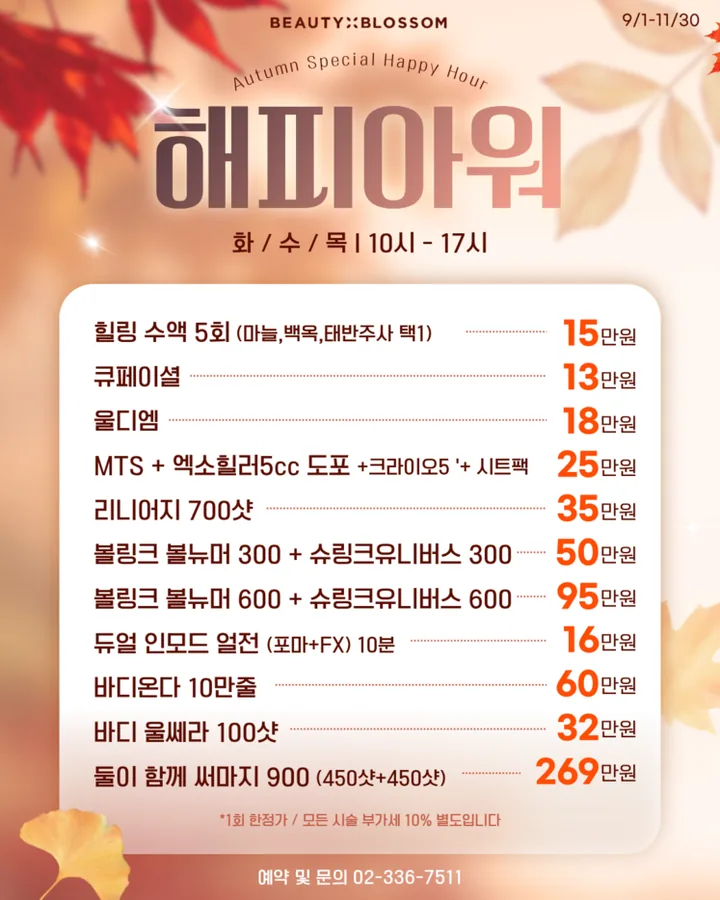 BEAUTY BLOSSOM
9/1-11/30
Autumn Special Happy Hour
해피아워
화 / 수 / 목 | 10시 - 17시
힐링 수액 5회 (마늘,백옥,태반주사 택1) 15만원
큐페이셜 13만원
울디엠 18만원
MTS + 엑소힐러5cc 도포 +크라이오5 '+ 시트팩 25만원
리니어지 700샷 35만원
볼링크 볼뉴머 300 + 슈링크유니버스 300 50만원
볼링크 볼뉴머 600 + 슈링크유니버스 600 95만원
듀얼 인모드 얼전 (포마+FX) 10분 16만원
바디온다 10만줄 60만원
바디 울쎄라 100샷 32만원
둘이 함께 써마지 900 (450샷+450샷) 269만원
*1회 한정가 / 모든 시술 부가세 10% 별도입니다
예약 및 문의 02-336-7511